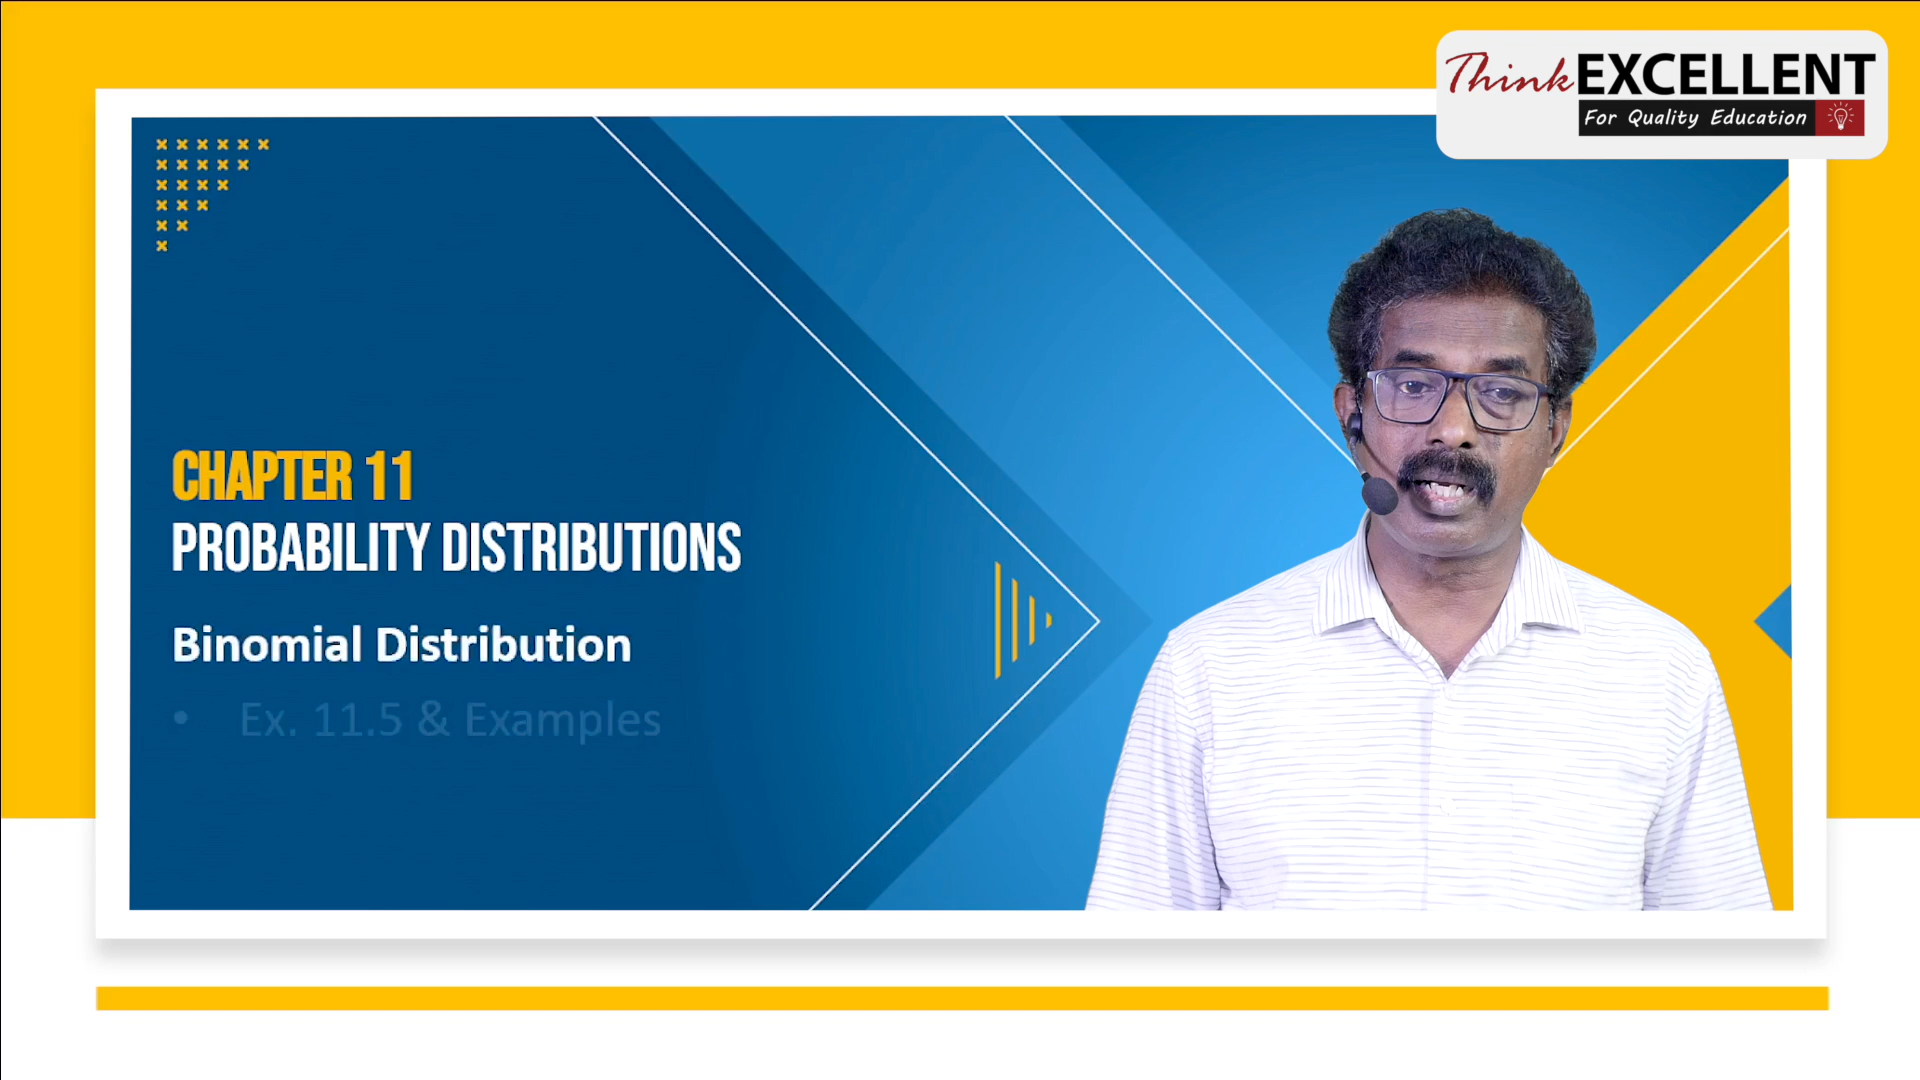 Think EXCELLENT
For Quality Education
CHAPTER 11
PROBABILITY DISTRIBUTIONS
Binomial Distribution
• Ex. 11.5 & Examples